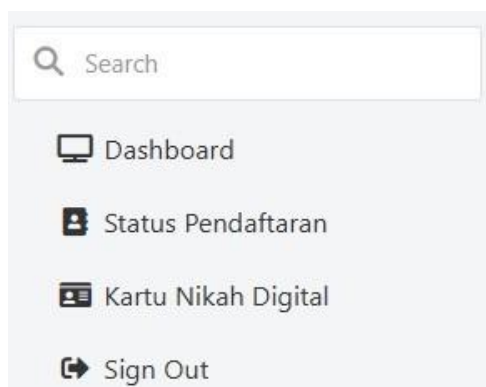 Search
Dashboard
Status Pendaftaran
Kartu Nikah Digital
Sign Out